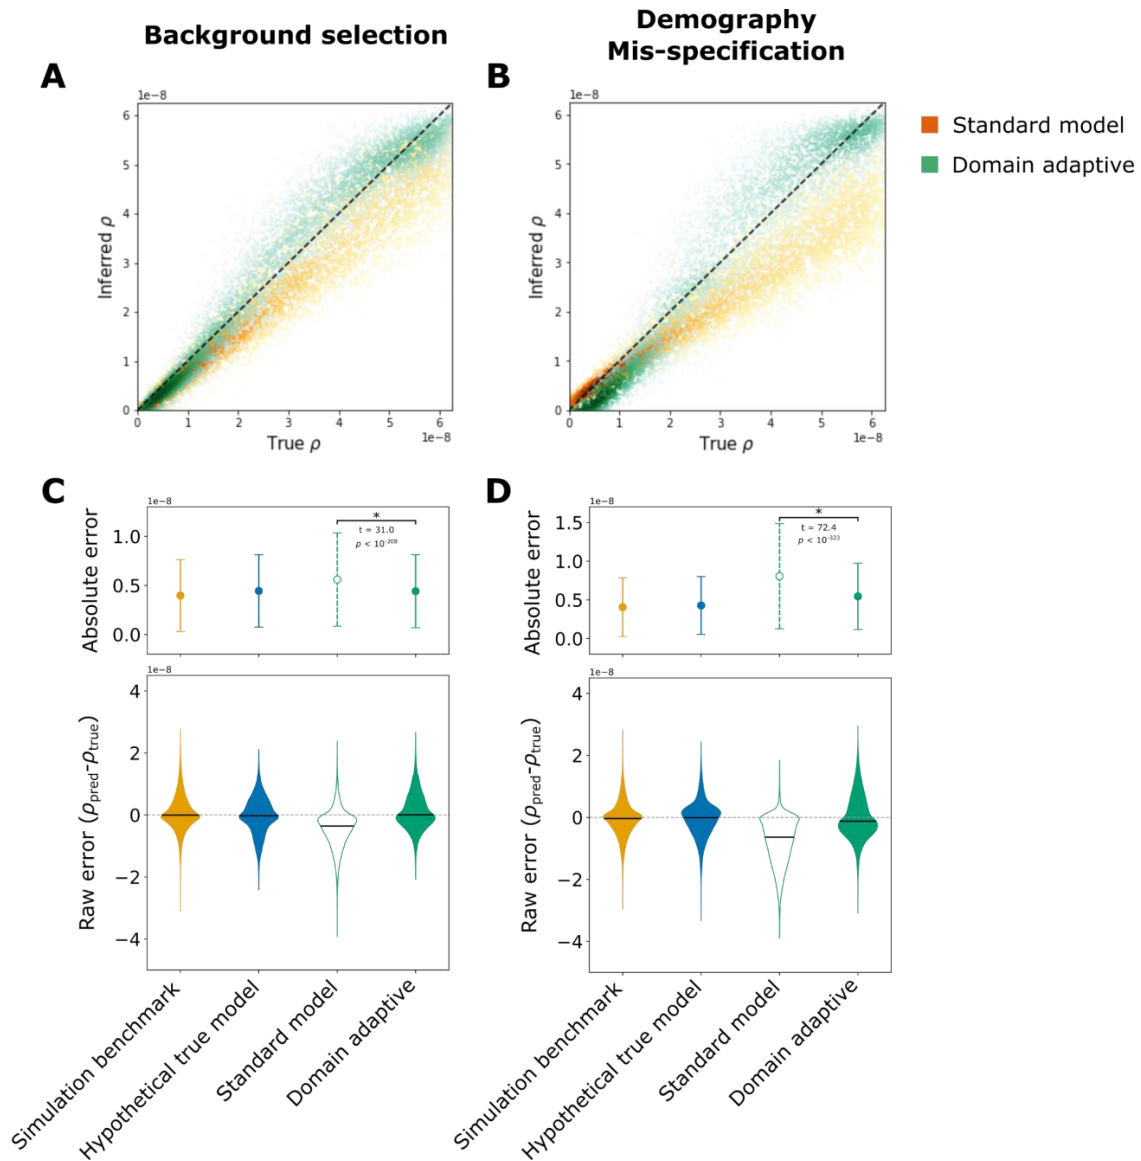 Background selection
Demography
Mis-specification
A
B
1e−8
1e−8
6
5
4
3
2
1
0
Inferred ρ
0 1 2 3 4 5 6
1e−8
True ρ
6
5
4
3
2
1
0
Inferred ρ
0 1 2 3 4 5 6
1e−8
True ρ
Standard model
Domain adaptive
C
D
1e−8
1.0
0.5
0.0
Absolute error
*
t = 31.0
p < 10^-208
1e−8
1.5
1.0
0.5
0.0
Absolute error
*
t = 72.4
p < 10^-323
1e−8
4
2
0
−2
−4
Raw error (ρpred-ρtrue)
1e−8
4
2
0
−2
−4
Raw error (ρpred-ρtrue)
Simulation benchmark
Hypothetical true model
Standard model
Domain adaptive
Simulation benchmark
Hypothetical true model
Standard model
Domain adaptive